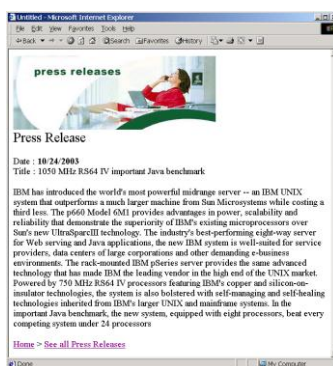 Untitled - Microsoft Internet Explorer
File Edit View Favorites Tools Help
Back Search Favorites History
press releases
Press Release
Date : 10/24/2003
Title : 1050 MHz RS64 IV important Java benchmark
IBM has introduced the world's most powerful midrange server -- an IBM UNIX
system that outperforms a much larger machine from Sun Microsystems while costing a
third less. The p660 Model 6M1 provides advantages in power, scalability and
reliability that demonstrate the superiority of IBM's existing microprocessors over
Sun's new UltraSparcIII technology. The industry's best-performing eight-way server
for Web serving and Java applications, the new IBM system is well-suited for service
providers, data centers of large corporations and other demanding e-business
environments. The rack-mounted IBM pSeries server provides the same advanced
technology that has made IBM the leading vendor in the high end of the UNIX market.
Powered by 750 MHz RS64 IV processors featuring IBM's copper and silicon-on-
insulator technologies, the system is also bolstered with self-managing and self-healing
technologies inherited from IBM's larger UNIX and mainframe systems. In the
important Java benchmark, the new system, equipped with eight processors, beat every
competing system under 24 processors
Home > See all Press Releases
Done My Computer